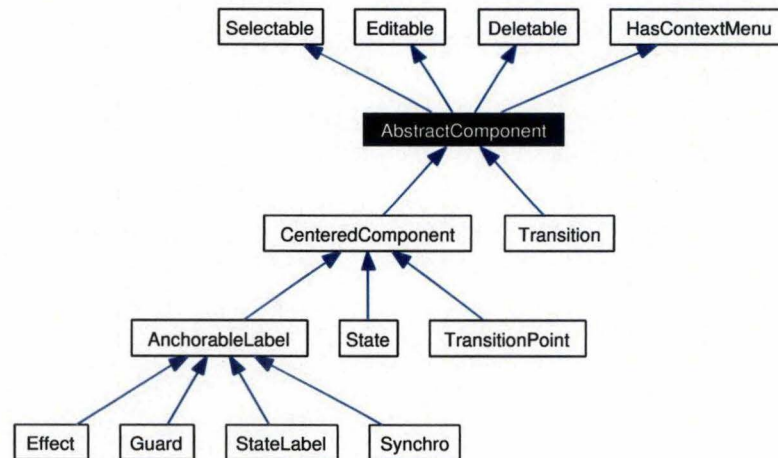 Selectable Editable Deletable HasContextMenu
AbstractComponent
CenteredComponent Transition
AnchorableLabel State TransitionPoint
Effect Guard StateLabel Synchro